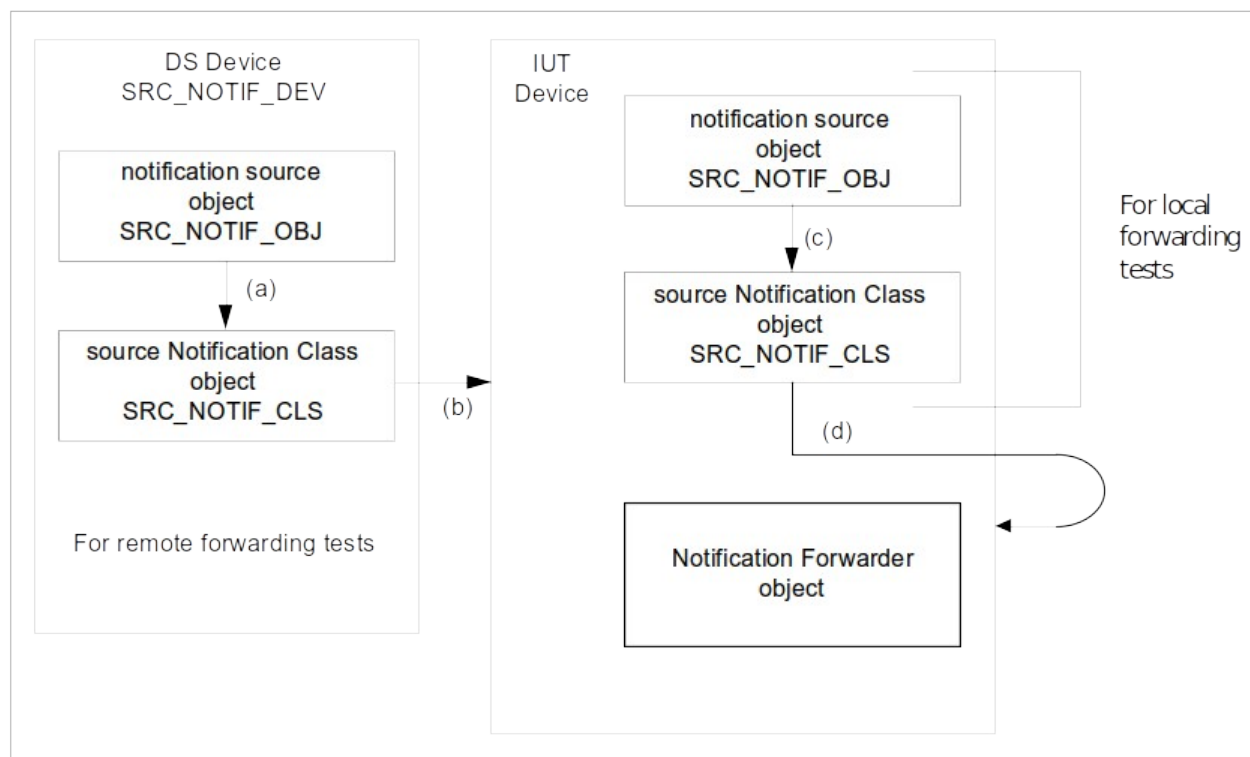 DS Device
SRC_NOTIF_DEV
notification source
object
SRC_NOTIF_OBJ
(a)
source Notification Class
object
SRC_NOTIF_CLS
(b)
For remote forwarding tests
IUT
Device
notification source
object
SRC_NOTIF_OBJ
(c)
source Notification Class
object
SRC_NOTIF_CLS
(d)
Notification Forwarder
object
For local
forwarding
tests